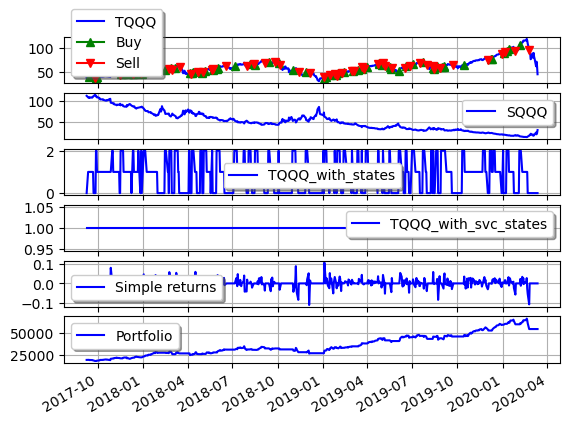 TQQQ
Buy
Sell
100
50
SQQQ
100
50
TQQQ_with_states
2
0
TQQQ_with_svc_states
1.05
1.00
0.95
Simple returns
0.1
0.0
−0.1
Portfolio
50000
25000
2017-10 2018-01 2018-04 2018-07 2018-10 2019-01 2019-04 2019-07 2019-10 2020-01 2020-04